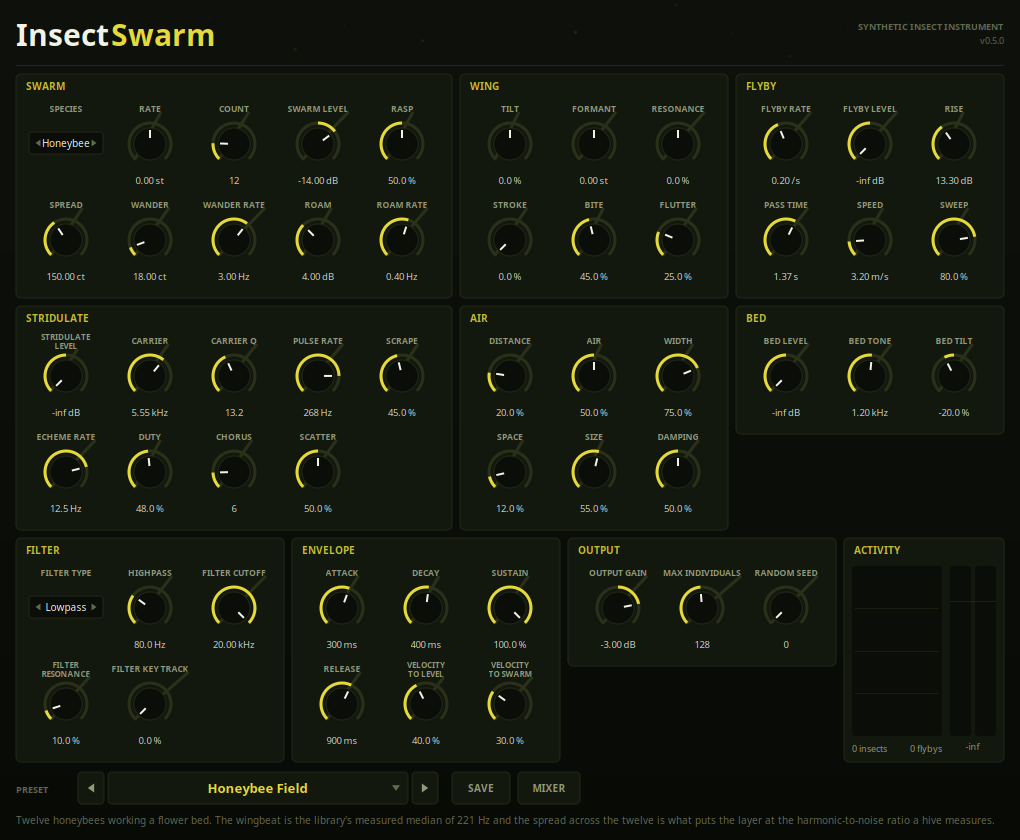 InsectSwarm
SYNTHETIC INSECT INSTRUMENT
v0.5.0
SWARM
SPECIES RATE COUNT SWARM LEVEL RASP
Honeybee
0.00 st 12 -14.00 dB 50.0 %
SPREAD WANDER WANDER RATE ROAM ROAM RATE
150.00 ct 18.00 ct 3.00 Hz 4.00 dB 0.40 Hz
WING
TILT FORMANT RESONANCE
0.0 % 0.00 st 0.0 %
STROKE BITE FLUTTER
0.0 % 45.0 % 25.0 %
FLYBY
FLYBY RATE FLYBY LEVEL RISE
0.20 /s -inf dB 13.30 dB
PASS TIME SPEED SWEEP
1.37 s 3.20 m/s 80.0 %
STRIDULATE
STRIDULATE LEVEL CARRIER CARRIER Q PULSE RATE SCRAPE
-inf dB 5.55 kHz 13.2 268 Hz 45.0 %
ECHEME RATE DUTY CHORUS SCATTER
12.5 Hz 48.0 % 6 50.0 %
AIR
DISTANCE AIR WIDTH
20.0 % 50.0 % 75.0 %
SPACE SIZE DAMPING
12.0 % 55.0 % 50.0 %
BED
BED LEVEL BED TONE BED TILT
-inf dB 1.20 kHz -20.0 %
FILTER
FILTER TYPE HIGHPASS FILTER CUTOFF
Lowpass
80.0 Hz 20.00 kHz
FILTER RESONANCE FILTER KEY TRACK
10.0 % 0.0 %
ENVELOPE
ATTACK DECAY SUSTAIN
300 ms 400 ms 100.0 %
RELEASE VELOCITY TO LEVEL VELOCITY TO SWARM
900 ms 40.0 % 30.0 %
OUTPUT
OUTPUT GAIN MAX INDIVIDUALS RANDOM SEED
-3.00 dB 128 0
ACTIVITY
0 insects 0 flybys -inf
PRESET Honeybee Field SAVE MIXER
Twelve honeybees working a flower bed. The wingbeat is the library's measured median of 221 Hz and the spread across the twelve is what puts the layer at the harmonic-to-noise ratio a hive measures.